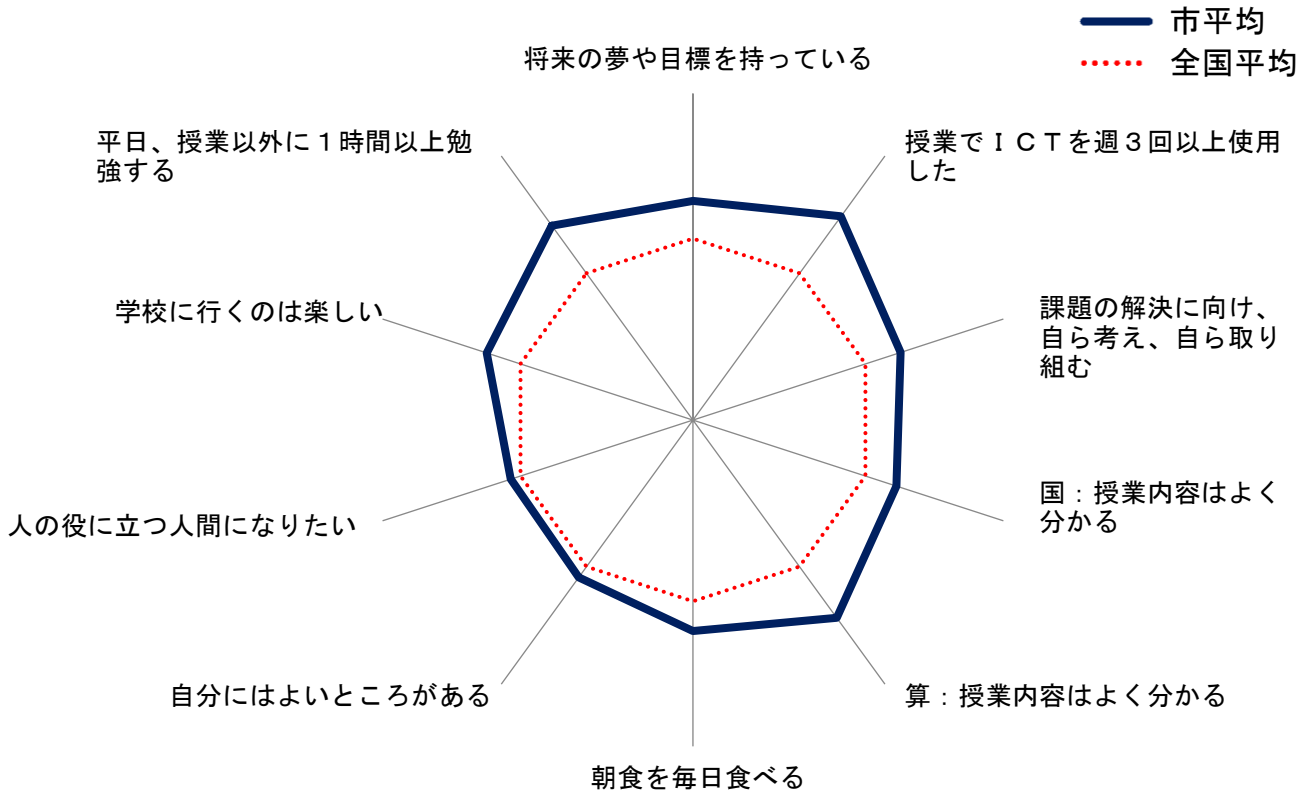 市平均
全国平均
将来の夢や目標を持っている
授業でＩＣＴを週３回以上使用
した
課題の解決に向け、
自ら考え、自ら取り
組む
国：授業内容はよく
分かる
算：授業内容はよく分かる
朝食を毎日食べる
自分にはよいところがある
人の役に立つ人間になりたい
学校に行くのは楽しい
平日、授業以外に１時間以上勉
強する